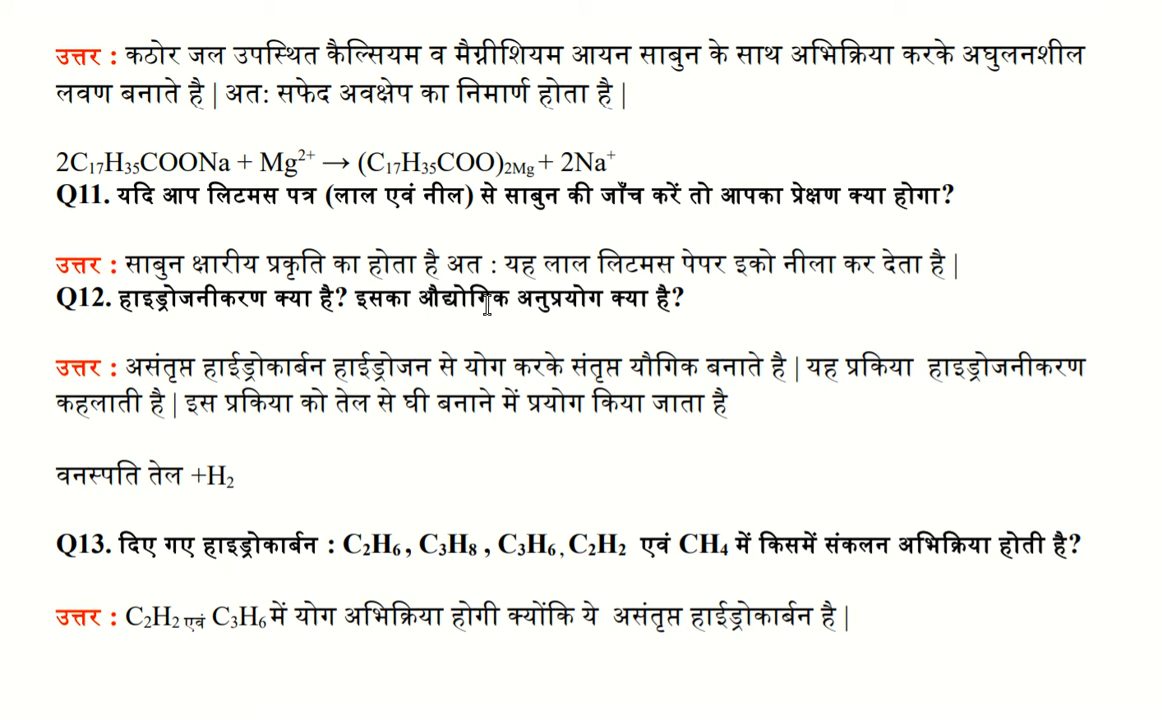 उत्तर : कठोर जल उपस्थित कैल्सियम व मैग्नीशियम आयन साबुन के साथ अभिक्रिया करके अघुलनशील
लवण बनाते है | अत: सफेद अवक्षेप का निमार्ण होता है |
2C₁₇H₃₅COONa + Mg²⁺ → (C₁₇H₃₅COO)₂Mg + 2Na⁺
Q11. यदि आप लिटमस पत्र (लाल एवं नील) से साबुन की जाँच करें तो आपका प्रेक्षण क्या होगा?
उत्तर : साबुन क्षारीय प्रकृति का होता है अत : यह लाल लिटमस पेपर इको नीला कर देता है |
Q12. हाइड्रोजनीकरण क्या है? इसका औद्योगिक अनुप्रयोग क्या है?
उत्तर : असंतृप्त हाईड्रोकार्बन हाईड्रोजन से योग करके संतृप्त यौगिक बनाते है | यह प्रकिया हाइड्रोजनीकरण
कहलाती है | इस प्रकिया को तेल से घी बनाने में प्रयोग किया जाता है
वनस्पति तेल +H₂
Q13. दिए गए हाइड्रोकार्बन : C₂H₆ , C₃H₈ , C₃H₆ , C₂H₂ एवं CH₄ में किसमें संकलन अभिक्रिया होती है?
उत्तर : C₂H₂ एवं C₃H₆ में योग अभिक्रिया होगी क्योंकि ये असंतृप्त हाईड्रोकार्बन है |